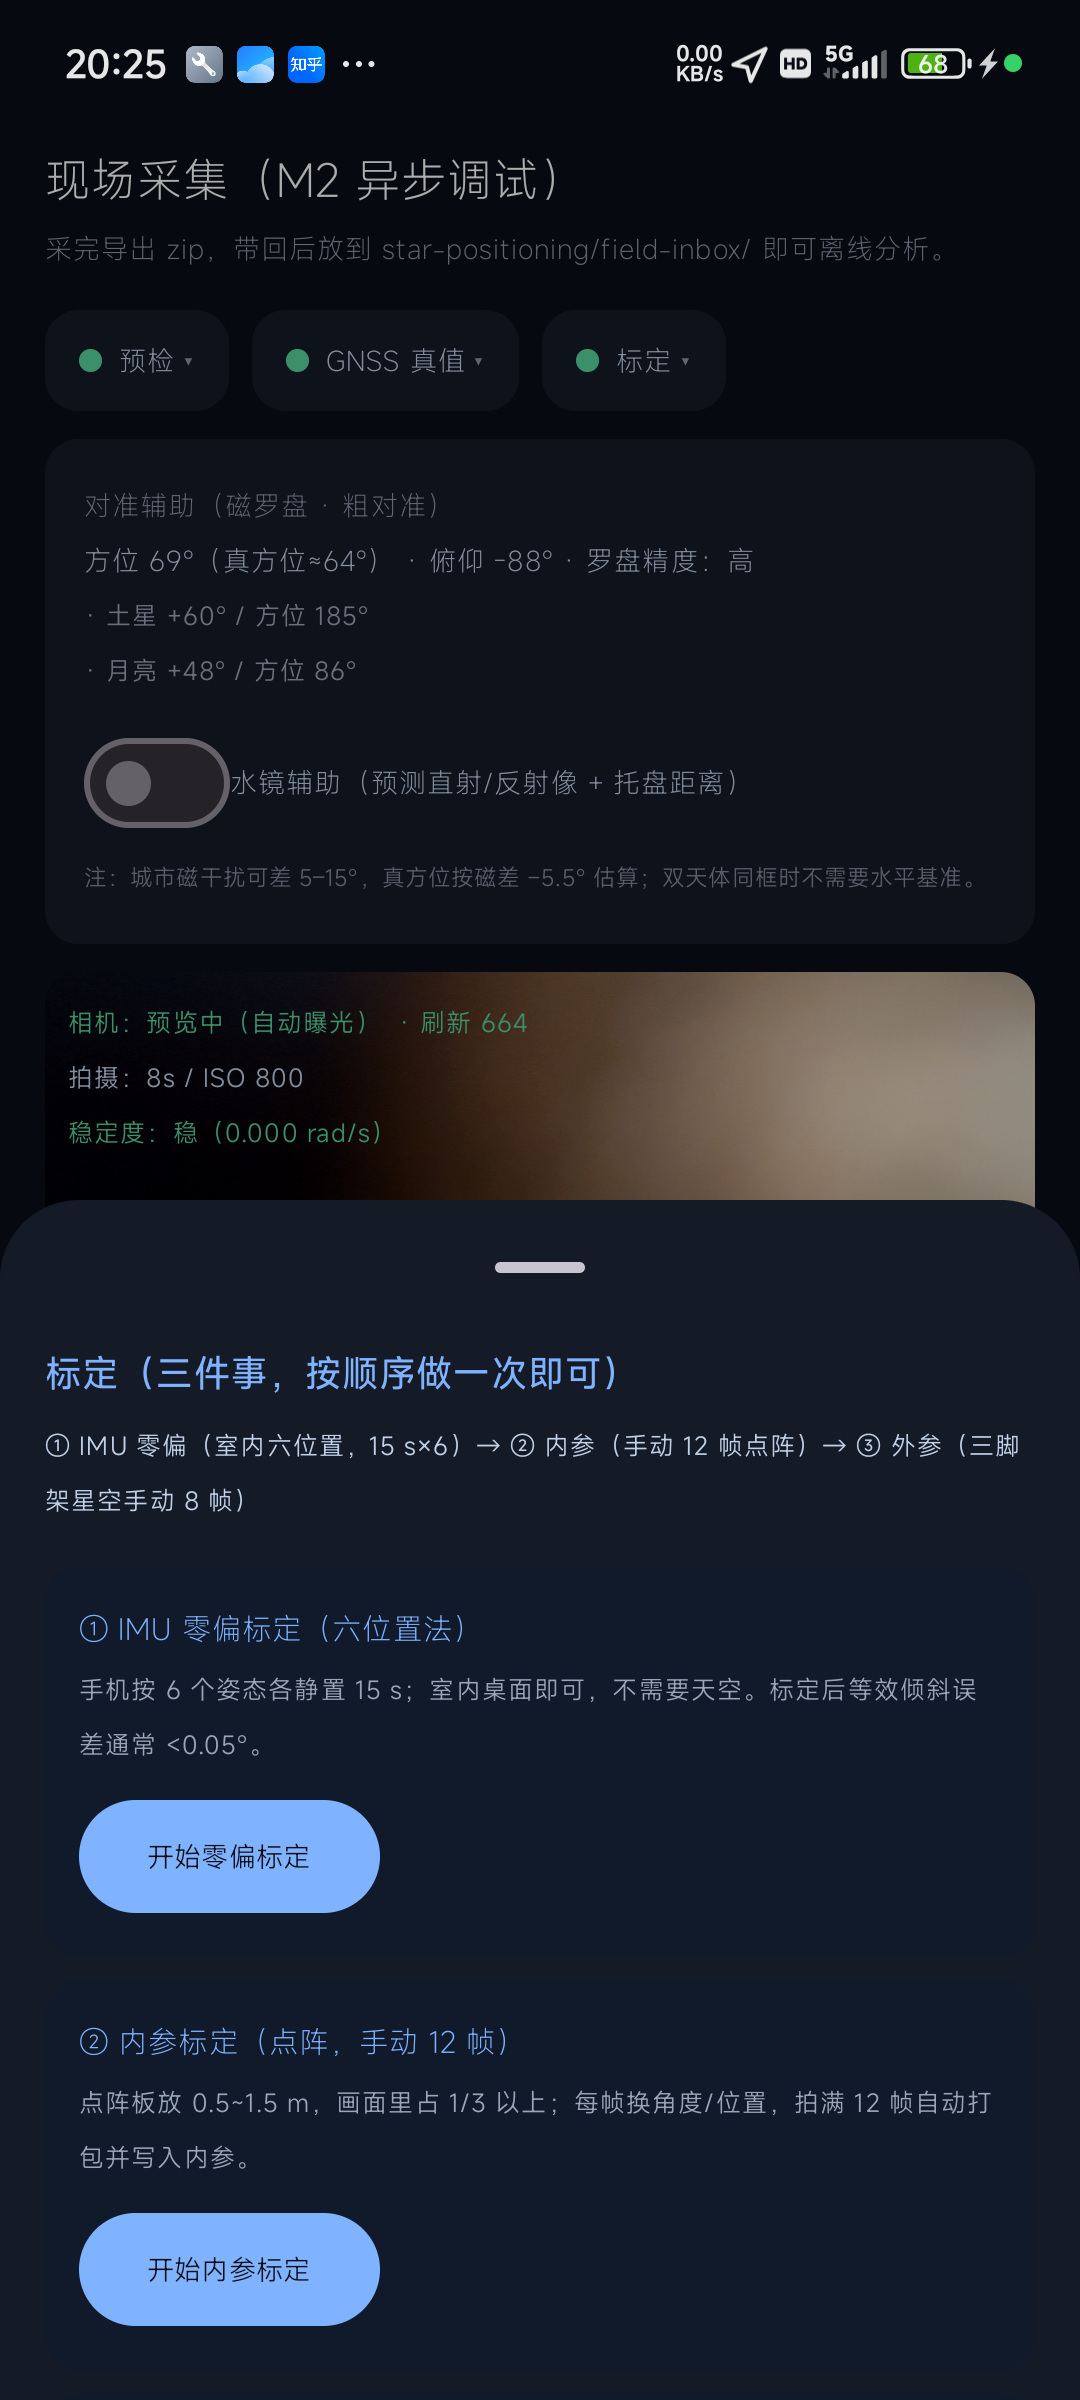 20:25 知乎 ··· 0.00 KB/s HD 5G 68
现场采集（M2 异步调试）
采完导出 zip，带回后放到 star-positioning/field-inbox/ 即可离线分析。
预检 ▾ GNSS 真值 ▾ 标定 ▾
对准辅助（磁罗盘 · 粗对准）
方位 69°（真方位≈64°） · 俯仰 -88° · 罗盘精度：高
· 土星 +60° / 方位 185°
· 月亮 +48° / 方位 86°
水镜辅助（预测直射/反射像 + 托盘距离）
注：城市磁干扰可差 5–15°，真方位按磁差 −5.5° 估算；双天体同框时不需要水平基准。
相机：预览中（自动曝光） · 刷新 664
拍摄：8s / ISO 800
稳定度：稳（0.000 rad/s）
标定（三件事，按顺序做一次即可）
① IMU 零偏（室内六位置，15 s×6）→ ② 内参（手动 12 帧点阵）→ ③ 外参（三脚
架星空手动 8 帧）
① IMU 零偏标定（六位置法）
手机按 6 个姿态各静置 15 s；室内桌面即可，不需要天空。标定后等效倾斜误
差通常 <0.05°。
开始零偏标定
② 内参标定（点阵，手动 12 帧）
点阵板放 0.5~1.5 m，画面里占 1/3 以上；每帧换角度/位置，拍满 12 帧自动打
包并写入内参。
开始内参标定